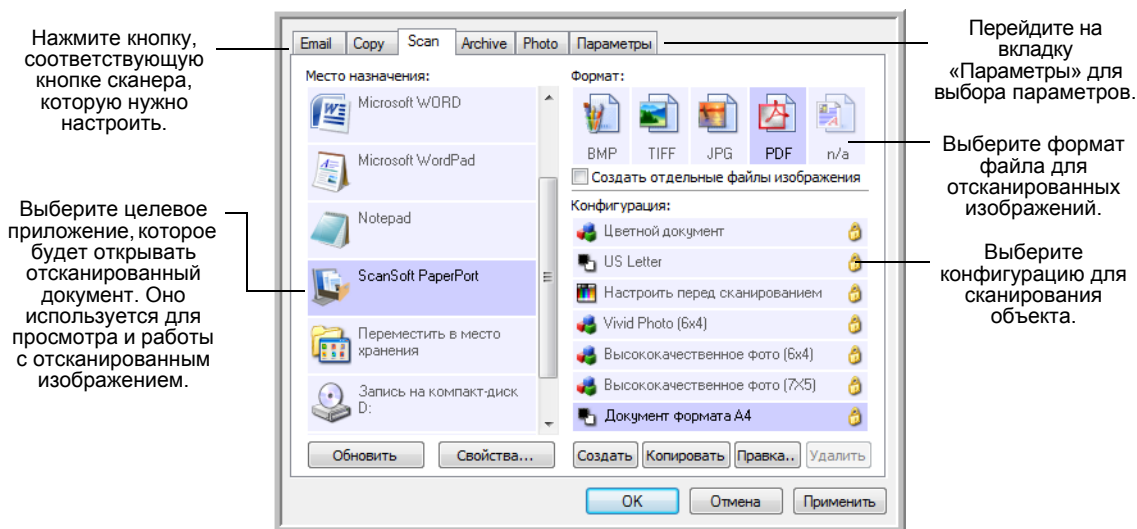 Нажмите кнопку,
соответствующую
кнопке сканера,
которую нужно
настроить.
Выберите целевое
приложение, которое
будет открывать
отсканированный
документ. Оно
используется для
просмотра и работы
с отсканированным
изображением.
Email Copy Scan Archive Photo Параметры
Место назначения:
Microsoft WORD
Microsoft WordPad
Notepad
ScanSoft PaperPort
Переместить в место
хранения
Запись на компакт-диск
D:
Обновить Свойства...
Формат:
BMP TIFF JPG PDF n/a
Создать отдельные файлы изображения
Конфигурация:
Цветной документ
US Letter
Настроить перед сканированием
Vivid Photo (6x4)
Высококачественное фото (6x4)
Высококачественное фото (7X5)
Документ формата A4
Создать Копировать Правка.. Удалить
OK Отмена Применить
Перейдите на
вкладку
«Параметры» для
выбора параметров.
Выберите формат
файла для
отсканированных
изображений.
Выберите
конфигурацию для
сканирования
объекта.